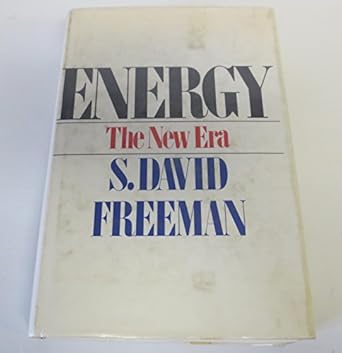 ENERGY
The New Era
S. DAVID
FREEMAN